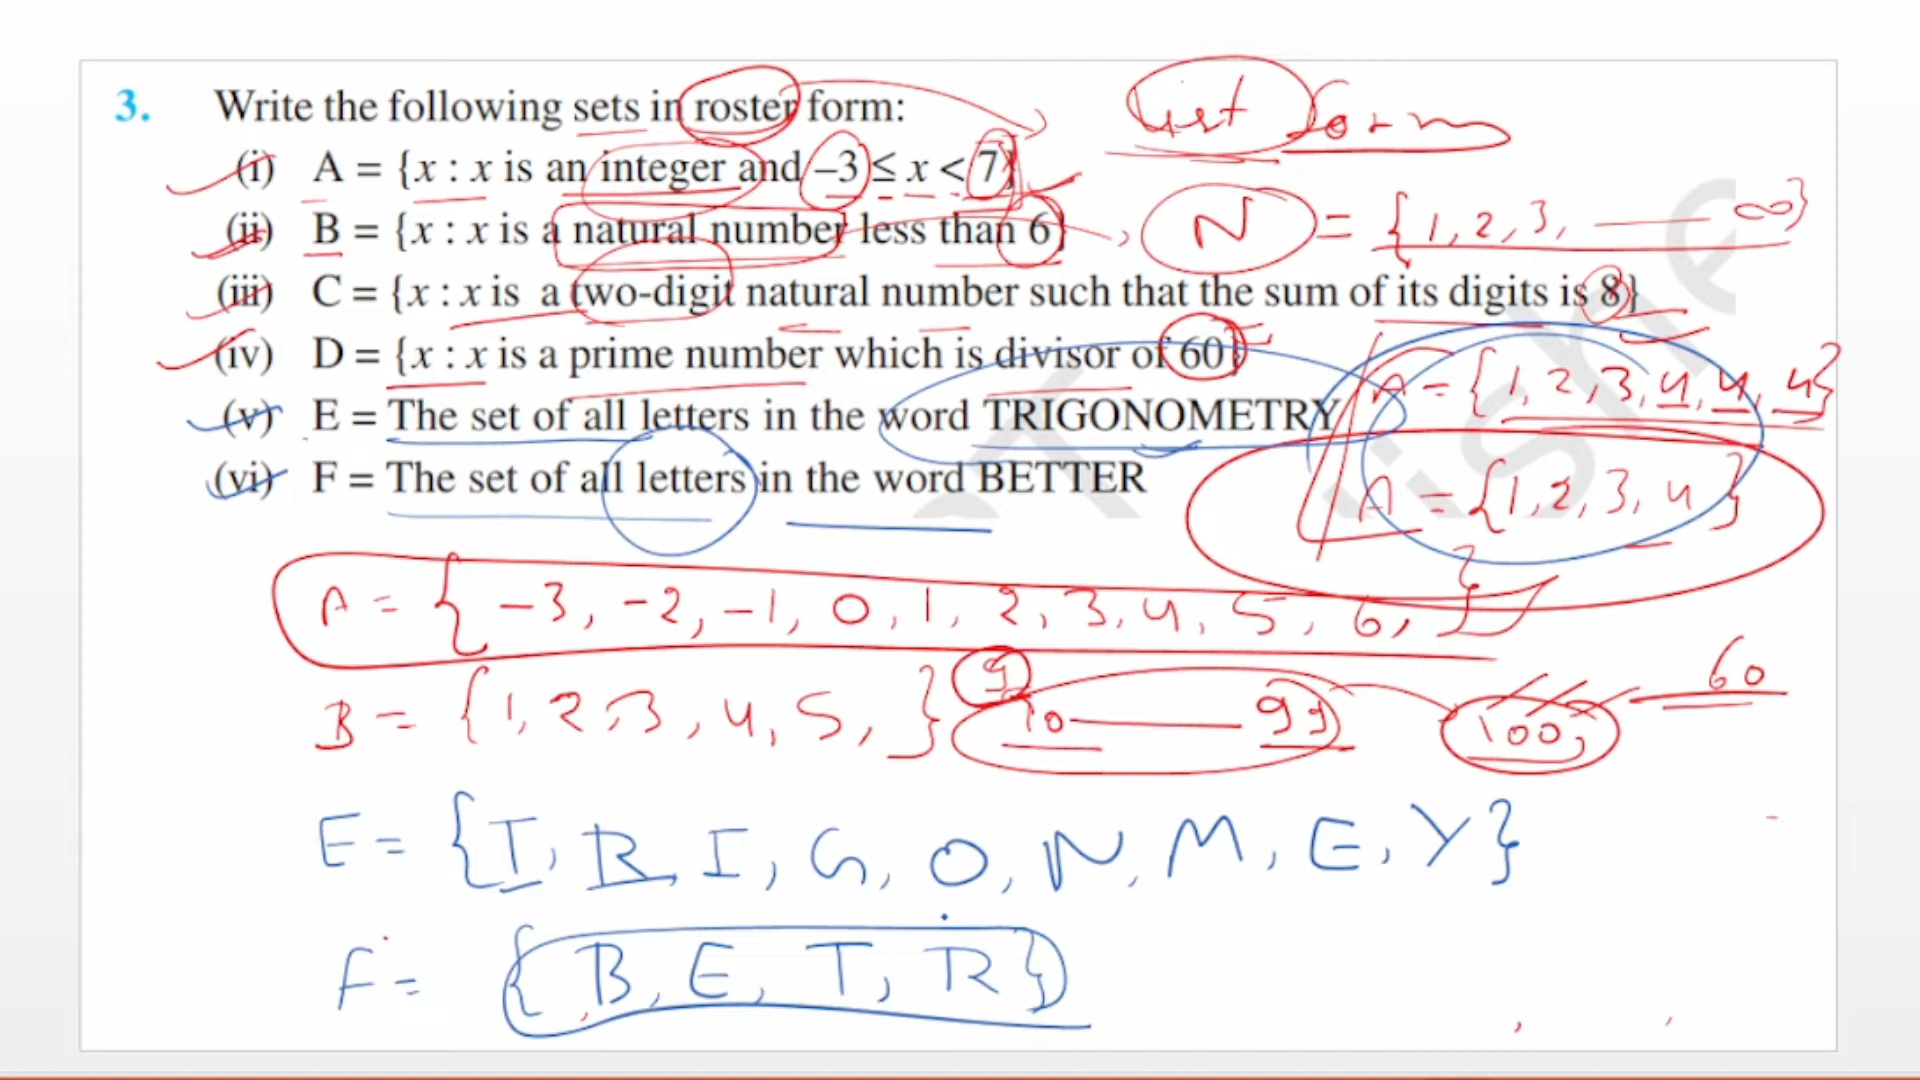 3. Write the following sets in roster form:
List form
(i) A = {x : x is an integer and –3 ≤ x < 7}
(ii) B = {x : x is a natural number less than 6}
N = {1, 2, 3, —— ∞}
(iii) C = {x : x is a two-digit natural number such that the sum of its digits is 8}
(iv) D = {x : x is a prime number which is divisor of 60}
A = {1, 2, 3, 4, 4, 4}
(v) E = The set of all letters in the word TRIGONOMETRY
(vi) F = The set of all letters in the word BETTER
A = {1, 2, 3, 4}
A = {-3, -2, -1, 0, 1, 2, 3, 4, 5, 6, }
B = {1, 2, 3, 4, 5, }
9
10 —— 99
100,
60
E = {T, R, I, G, O, N, M, E, Y}
F = {B, E, T, R}